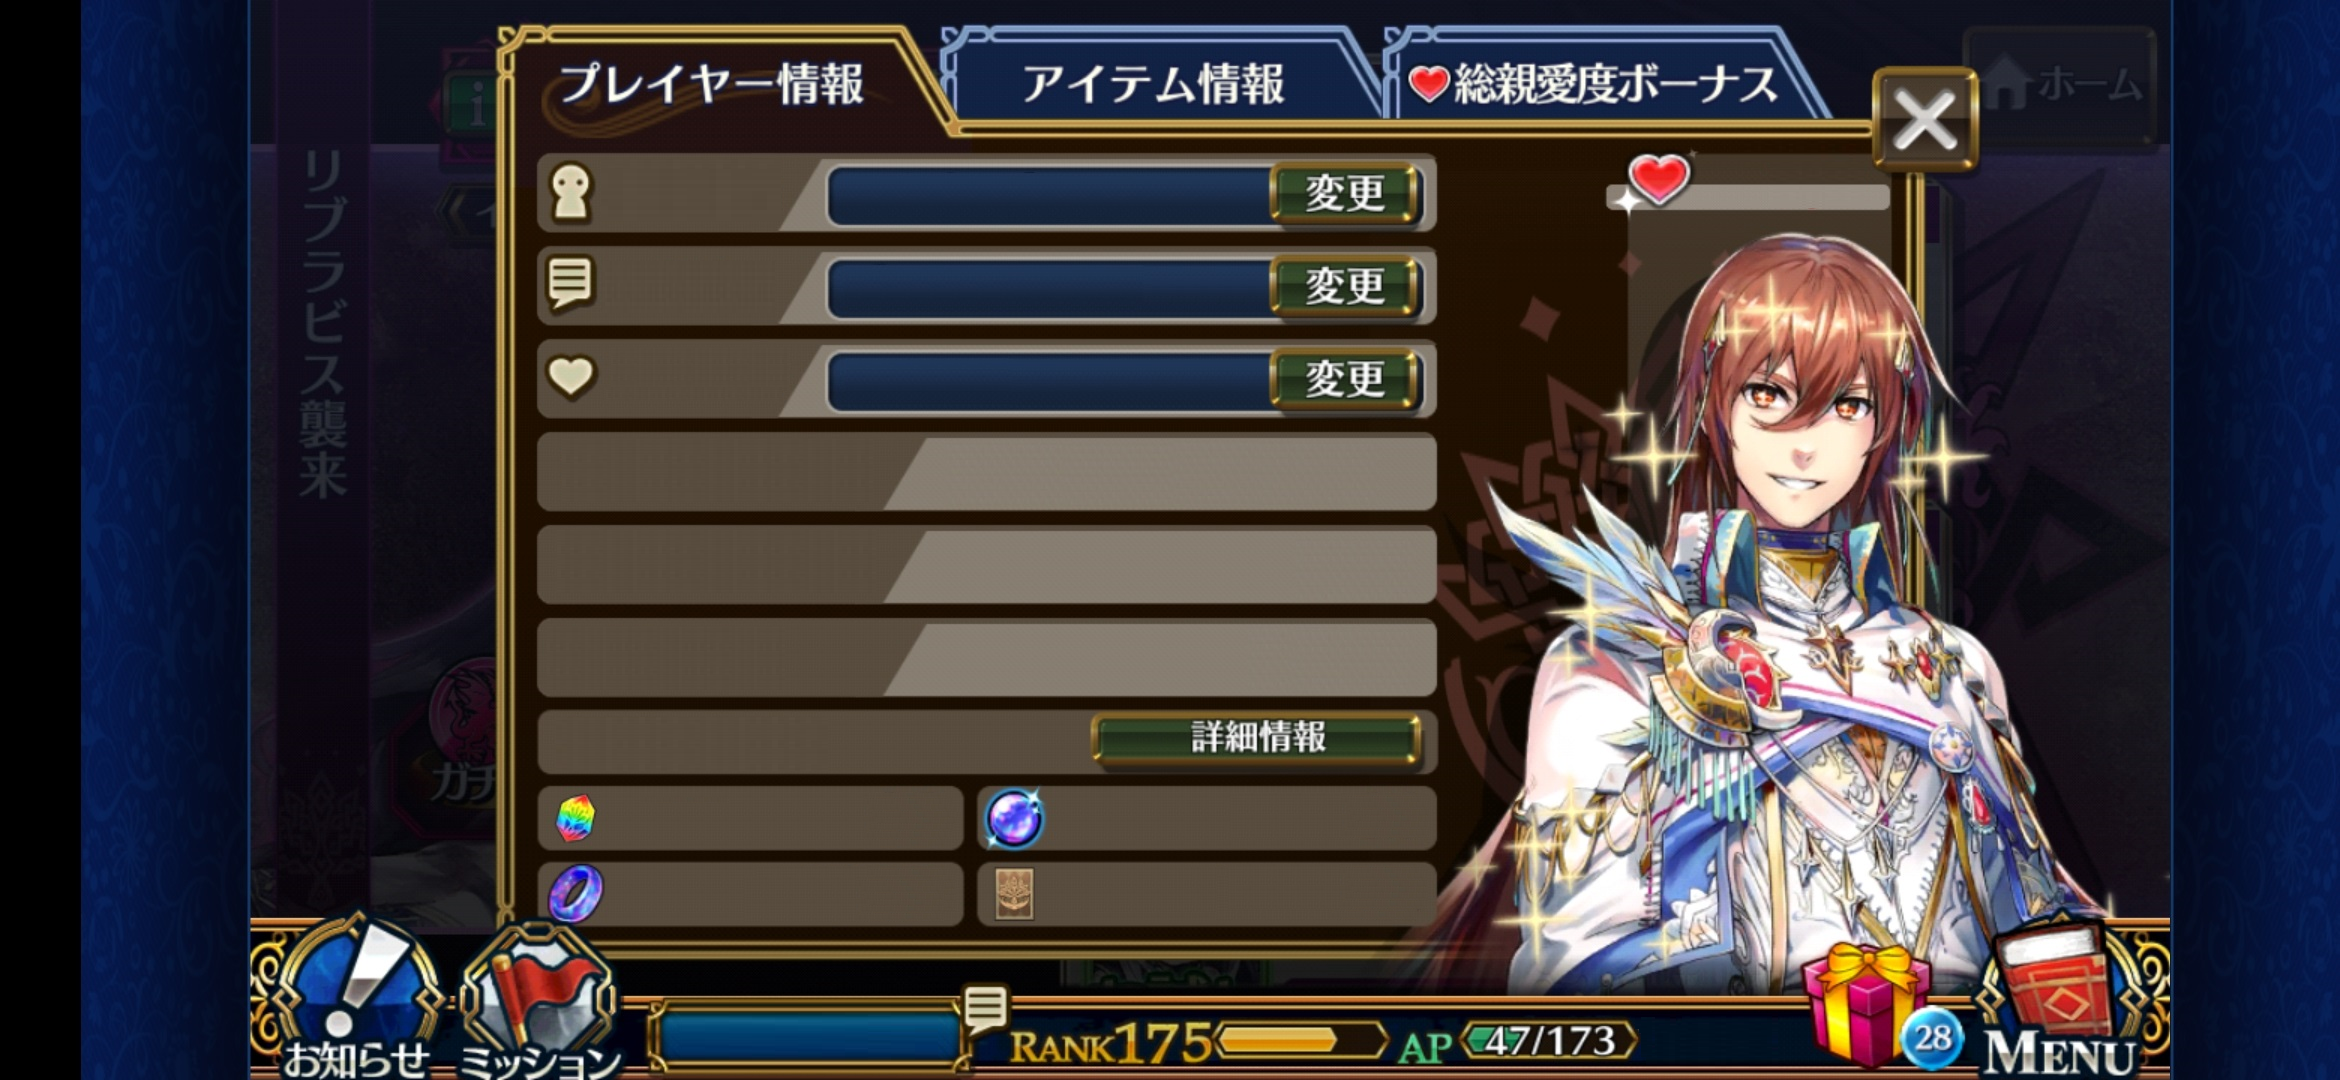 プレイヤー情報
アイテム情報
総親愛度ボーナス
ホーム
リブラビス襲来
変更
変更
変更
詳細情報
ガチ
お知らせ
ミッション
RANK175
AP 47/173
28
MENU